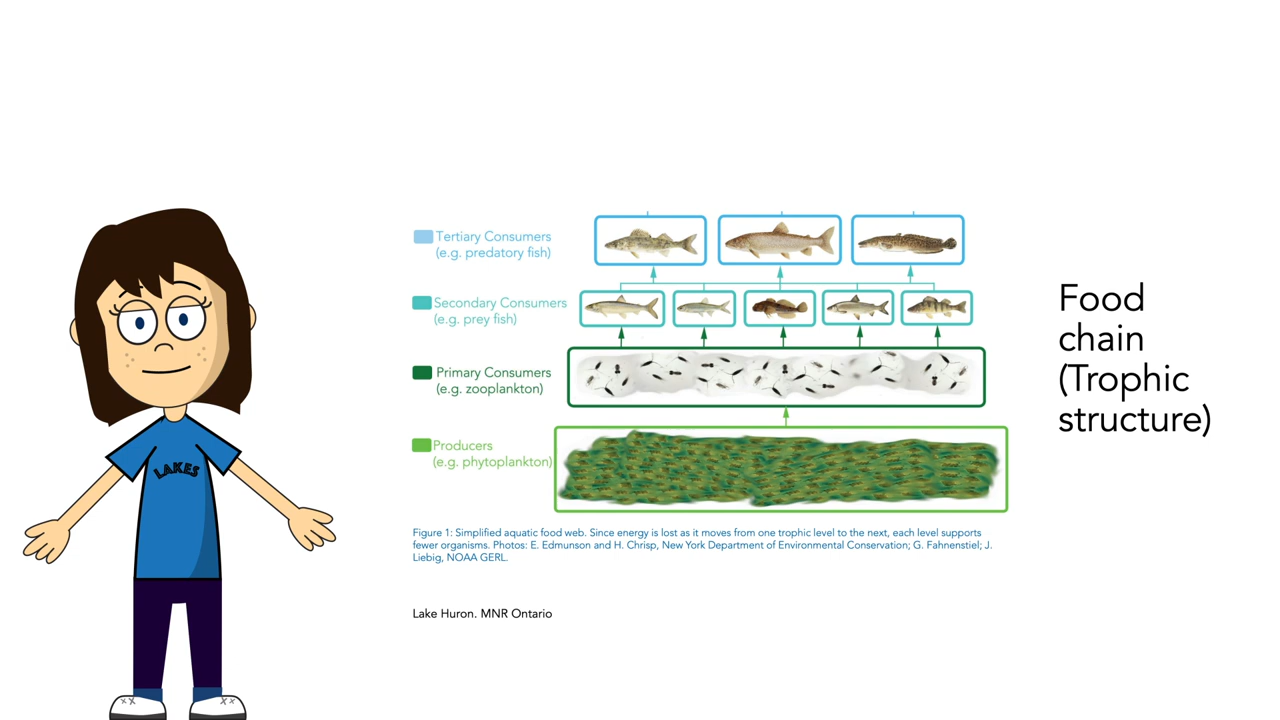 Tertiary Consumers
(e.g. predatory fish)
Secondary Consumers
(e.g. prey fish)
Primary Consumers
(e.g. zooplankton)
Producers
(e.g. phytoplankton)
Figure 1: Simplified aquatic food web. Since energy is lost as it moves from one trophic level to the next, each level supports
fewer organisms. Photos: E. Edmunson and H. Chrisp, New York Department of Environmental Conservation; G. Fahnenstiel; J.
Liebig, NOAA GERL.
Lake Huron. MNR Ontario
Food
chain
(Trophic
structure)
LAKES